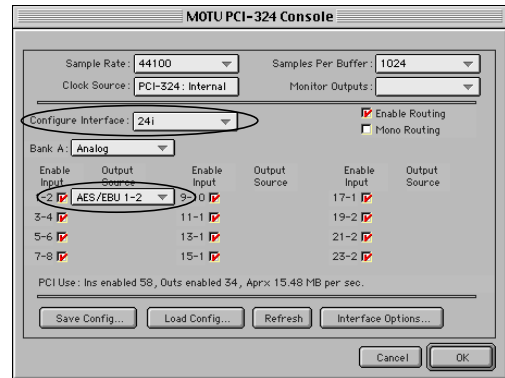 MOTU PCI-324 Console
Sample Rate: 44100 Samples Per Buffer: 1024
Clock Source: PCI-324: Internal Monitor Outputs:
Configure Interface: 24i Enable Routing
Mono Routing
Bank A: Analog
Enable Input Output Source Enable Input Output Source Enable Input Output Source
1-2 AES/EBU 1-2 9-10 17-1
3-4 11-1 19-2
5-6 13-1 21-2
7-8 15-1 23-2
PCI Use: Ins enabled 58, Outs enabled 34, Aprx 15.48 MB per sec.
Save Config... Load Config... Refresh Interface Options...
Cancel OK